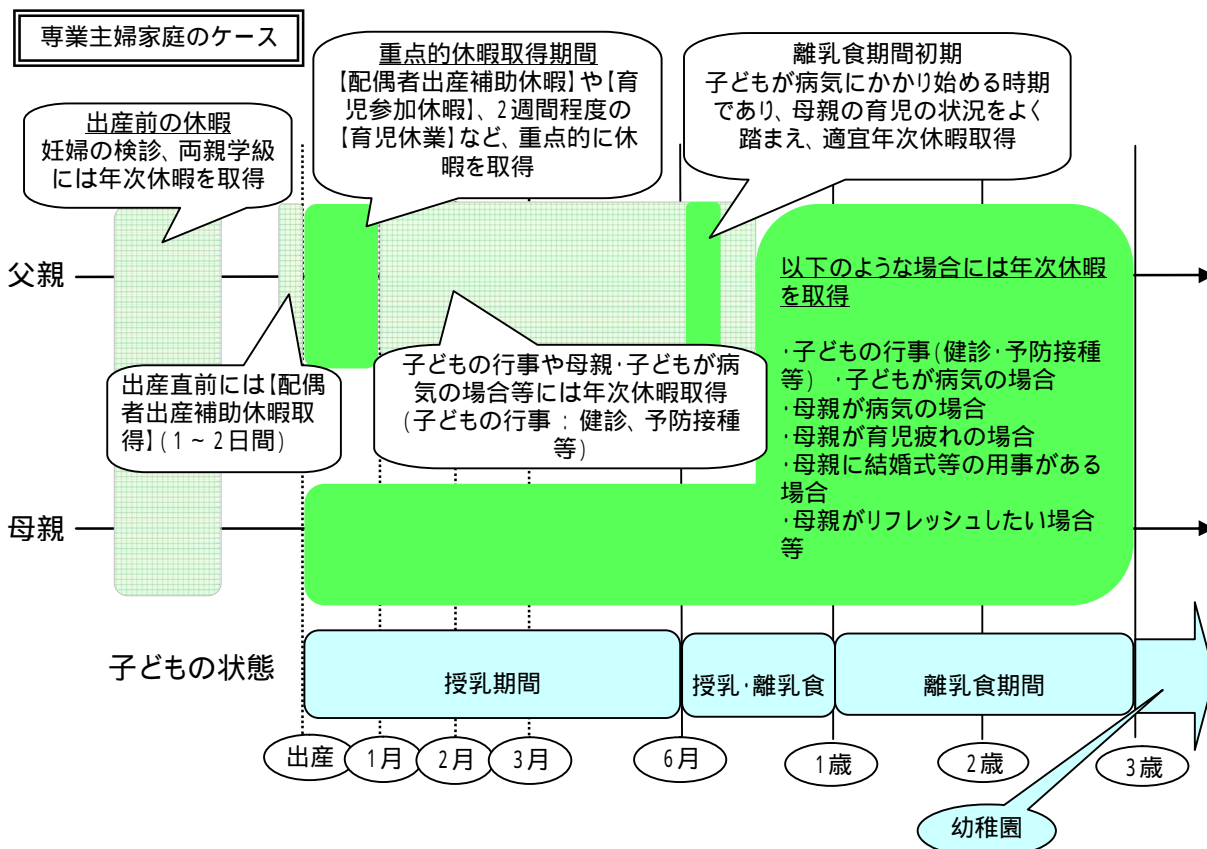 専業主婦家庭のケース
出産前の休暇
妊婦の検診、両親学級
には年次休暇を取得
重点的休暇取得期間
【配偶者出産補助休暇】や【育
児参加休暇】、2週間程度の
【育児休業】など、重点的に休
暇を取得
離乳食期間初期
子どもが病気にかかり始める時期
であり、母親の育児の状況をよく
踏まえ、適宜年次休暇取得
父親
以下のような場合には年次休暇
を取得
・子どもの行事(健診・予防接種
等) ・子どもが病気の場合
・母親が病気の場合
・母親が育児疲れの場合
・母親に結婚式等の用事がある
場合
・母親がリフレッシュしたい場合
等
出産直前には【配偶
者出産補助休暇取
得】(1~2日間)
子どもの行事や母親・子どもが病
気の場合等には年次休暇取得
(子どもの行事:健診、予防接種
等)
母親
子どもの状態
授乳期間
授乳・離乳食
離乳食期間
出産
1月
2月
3月
6月
1歳
2歳
3歳
幼稚園